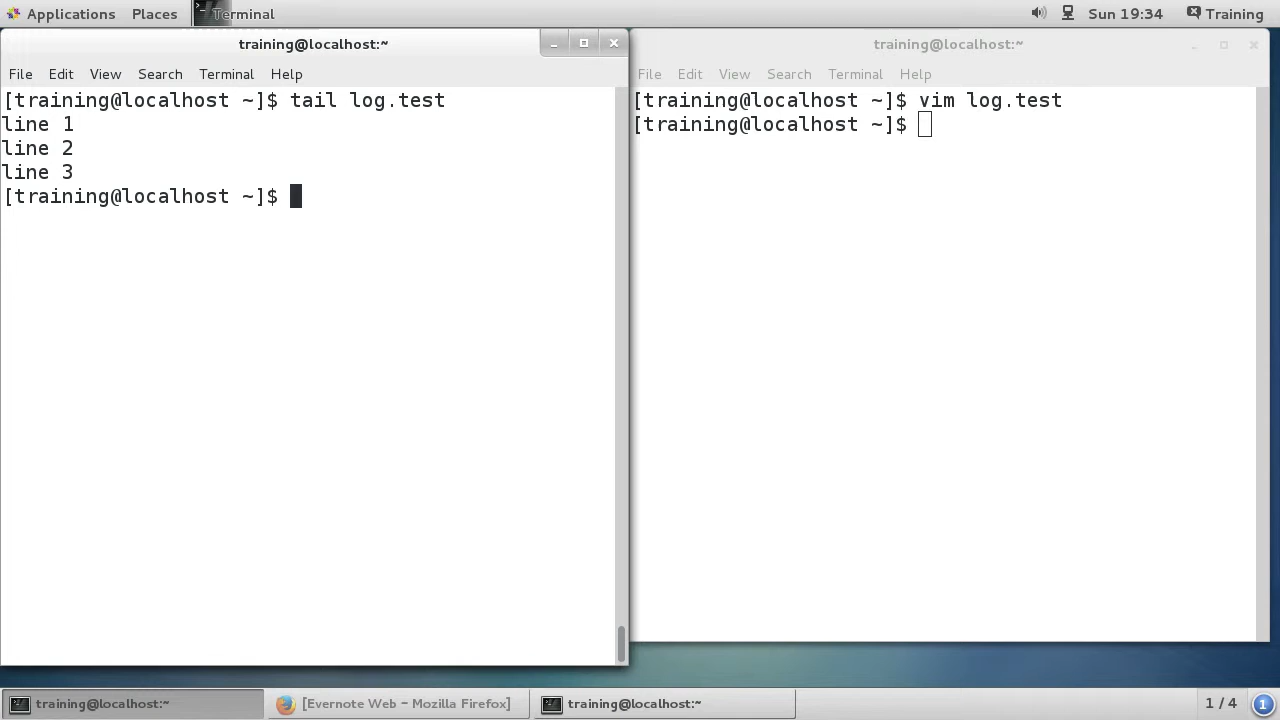 Applications Places Terminal Sun 19:34 Training
training@localhost:~
File Edit View Search Terminal Help
[training@localhost ~]$ tail log.test
line 1
line 2
line 3
[training@localhost ~]$
training@localhost:~
File Edit View Search Terminal Help
[training@localhost ~]$ vim log.test
[training@localhost ~]$
training@localhost:~ [Evernote Web – Mozilla Firefox] training@localhost:~ 1 / 4 1